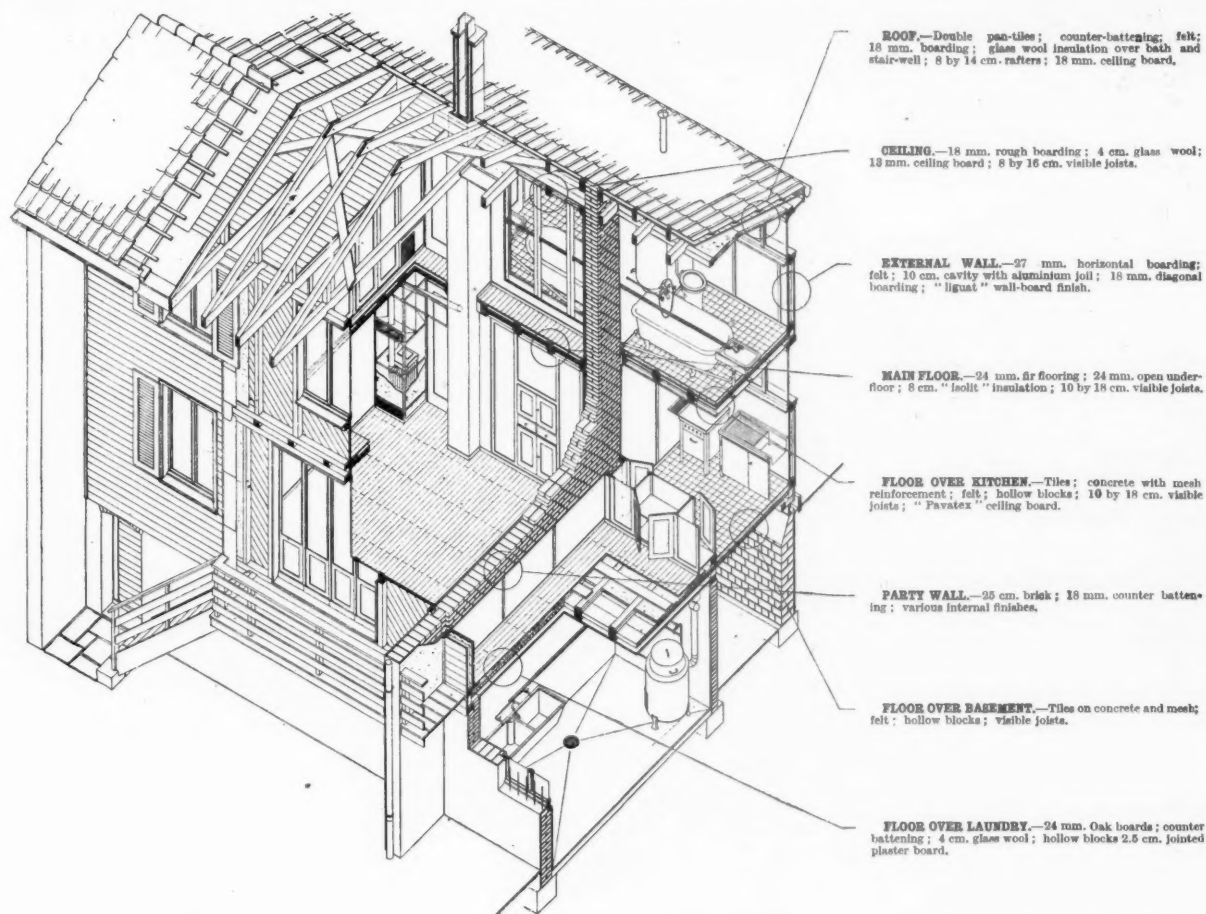 ROOF.—Double pan-tiles; counter-battening; felt;
18 mm. boarding; glass wool insulation over bath and
stair-well; 8 by 14 cm. rafters; 18 mm. ceiling board.
CEILING.—18 mm. rough boarding; 4 cm. glass wool;
13 mm. ceiling board; 8 by 16 cm. visible joists.
EXTERNAL WALL.—27 mm. horizontal boarding;
felt; 10 cm. cavity with aluminium joil; 18 mm. diagonal
boarding; "liguat" wall-board finish.
MAIN FLOOR.—24 mm. fir flooring; 24 mm. open under-
floor; 8 cm. "isolit" insulation; 10 by 18 cm. visible joists.
FLOOR OVER KITCHEN.—Tiles; concrete with mesh
reinforcement; felt; hollow blocks; 10 by 18 cm. visible
joists; "Pavatex" ceiling board.
PARTY WALL.—25 cm. brick; 18 mm. counter batten-
ing; various internal finishes.
FLOOR OVER BASEMENT.—Tiles on concrete and mesh;
felt; hollow blocks; visible joists.
FLOOR OVER LAUNDRY.—24 mm. Oak boards; counter
battening; 4 cm. glass wool; hollow blocks 2.5 cm. jointed
plaster board.